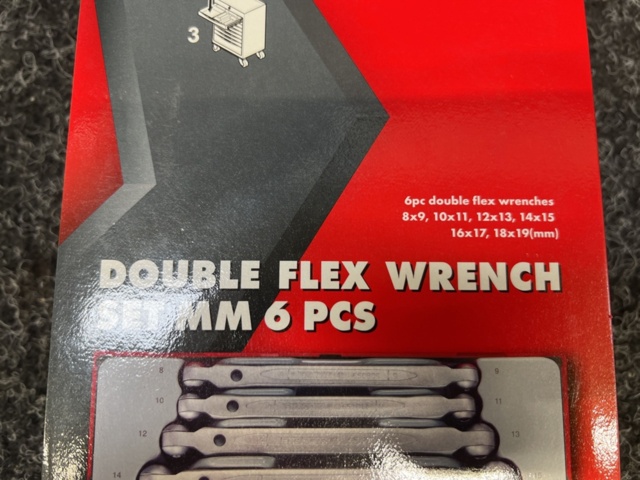 3
6pc double flex wrenches
8x9, 10x11, 12x13, 14x15
16x17, 18x19(mm)
DOUBLE FLEX WRENCH
SET MM 6 PCS
8 9
10 11
12 13
14